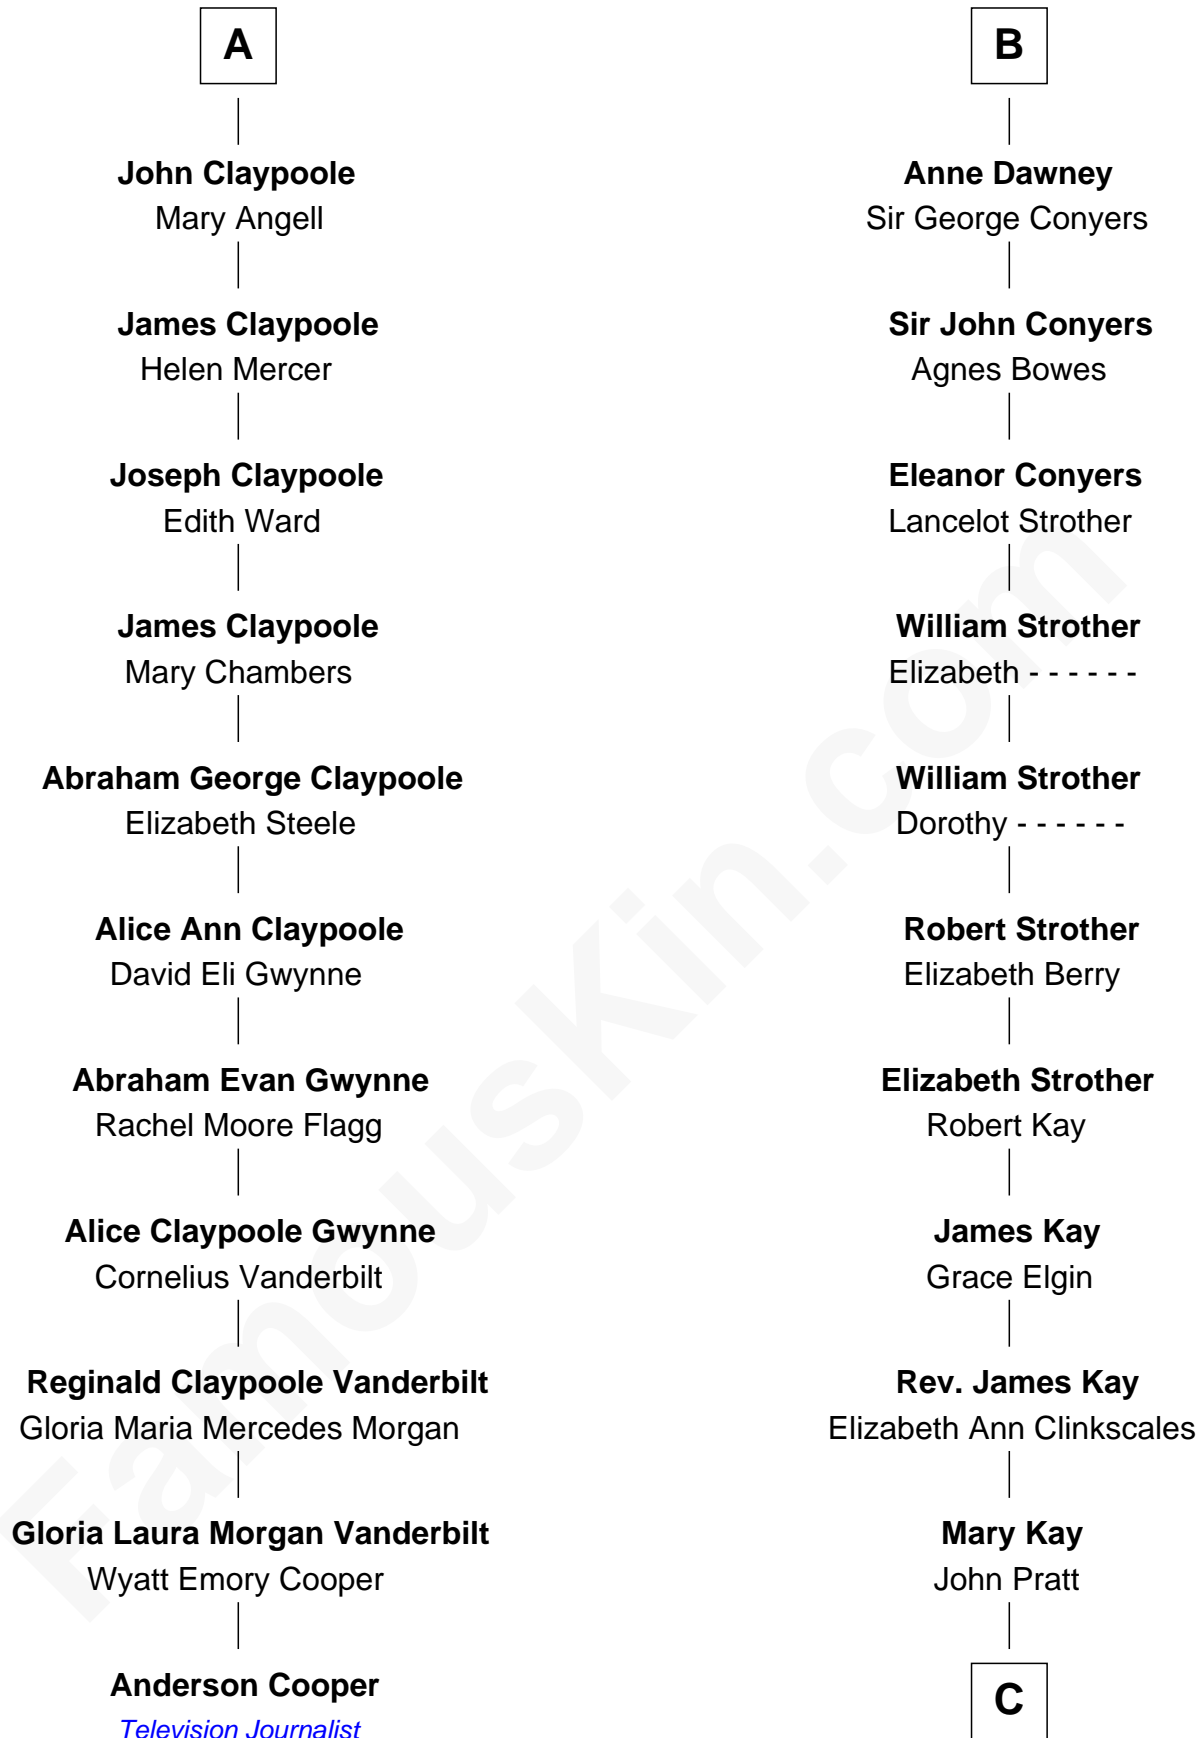 A
John Claypoole
Mary Angell
James Claypoole
Helen Mercer
Joseph Claypoole
Edith Ward
James Claypoole
Mary Chambers
Abraham George Claypoole
Elizabeth Steele
Alice Ann Claypoole
David Eli Gwynne
Abraham Evan Gwynne
Rachel Moore Flagg
Alice Claypoole Gwynne
Cornelius Vanderbilt
Reginald Claypoole Vanderbilt
Gloria Maria Mercedes Morgan
Gloria Laura Morgan Vanderbilt
Wyatt Emory Cooper
Anderson Cooper
Television Journalist
B
Anne Dawney
Sir George Conyers
Sir John Conyers
Agnes Bowes
Eleanor Conyers
Lancelot Strother
William Strother
Elizabeth - - - - - -
William Strother
Dorothy - - - - - -
Robert Strother
Elizabeth Berry
Elizabeth Strother
Robert Kay
James Kay
Grace Elgin
Rev. James Kay
Elizabeth Ann Clinkscales
Mary Kay
John Pratt
C
FamousKin.com